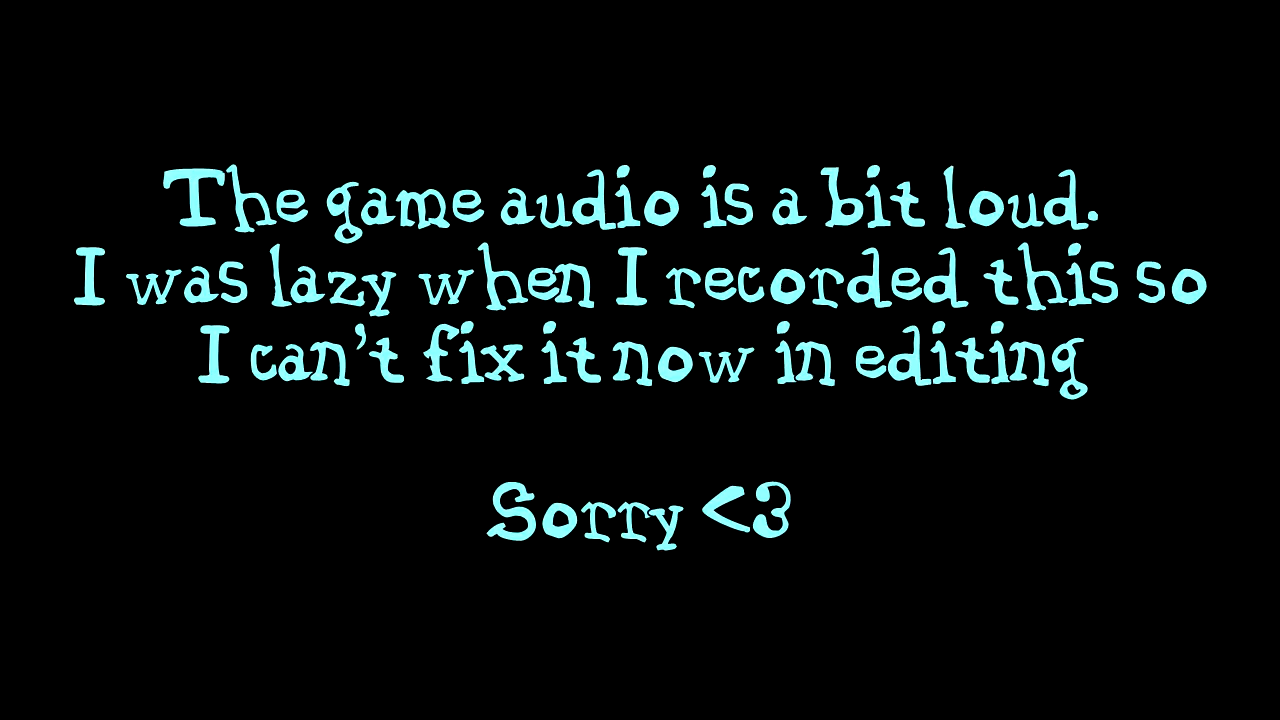 The game audio is a bit loud.
I was lazy when I recorded this so
I can't fix it now in editing
Sorry <3